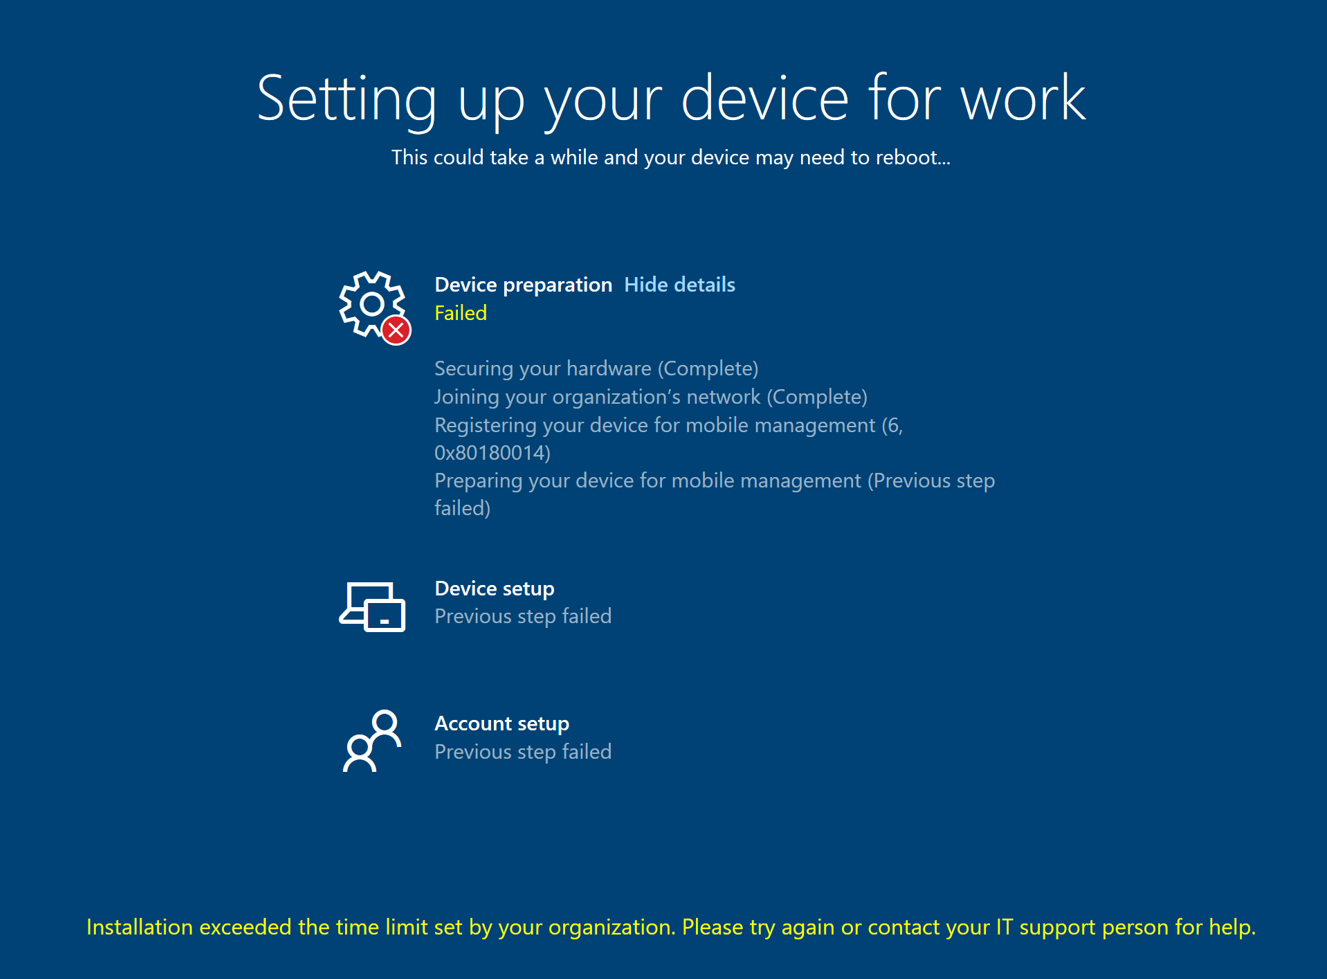 Setting up your device for work
This could take a while and your device may need to reboot...
Device preparation Hide details
Failed
Securing your hardware (Complete)
Joining your organization’s network (Complete)
Registering your device for mobile management (6,
0x80180014)
Preparing your device for mobile management (Previous step
failed)
Device setup
Previous step failed
Account setup
Previous step failed
Installation exceeded the time limit set by your organization. Please try again or contact your IT support person for help.